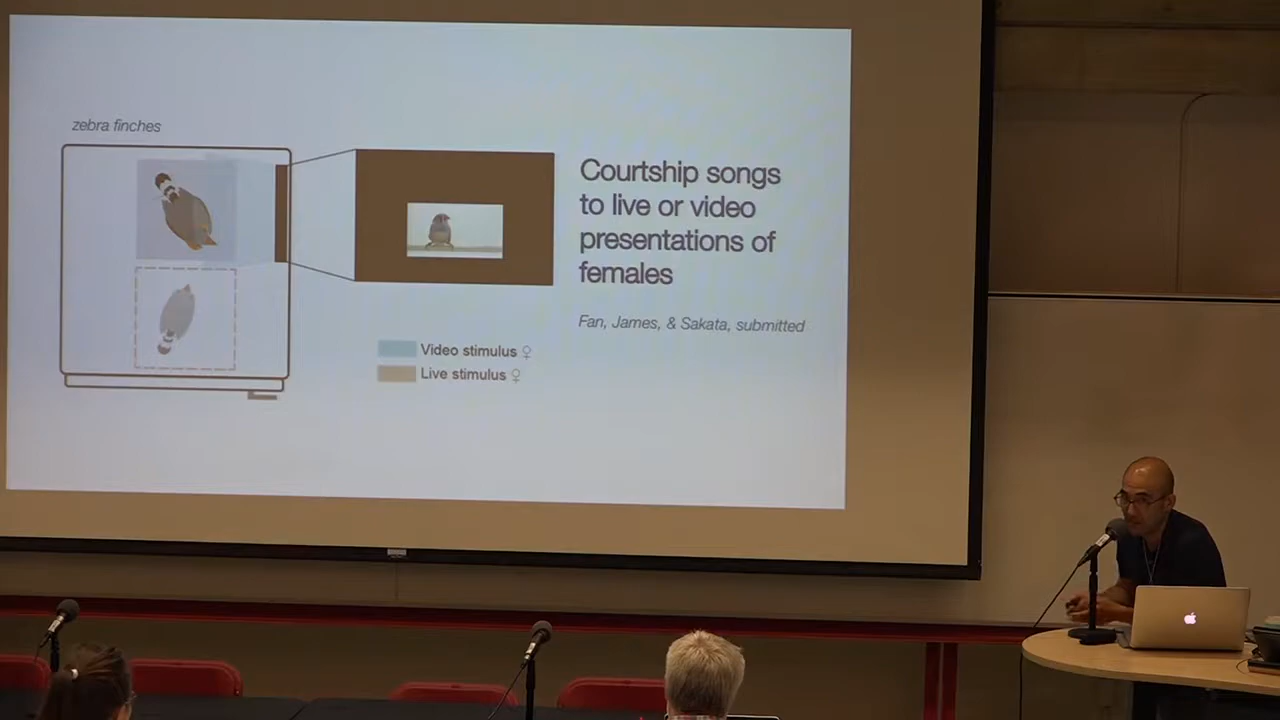 zebra finches
Courtship songs
to live or video
presentations of
females
Fan, James, & Sakata, submitted
Video stimulus ♀
Live stimulus ♀